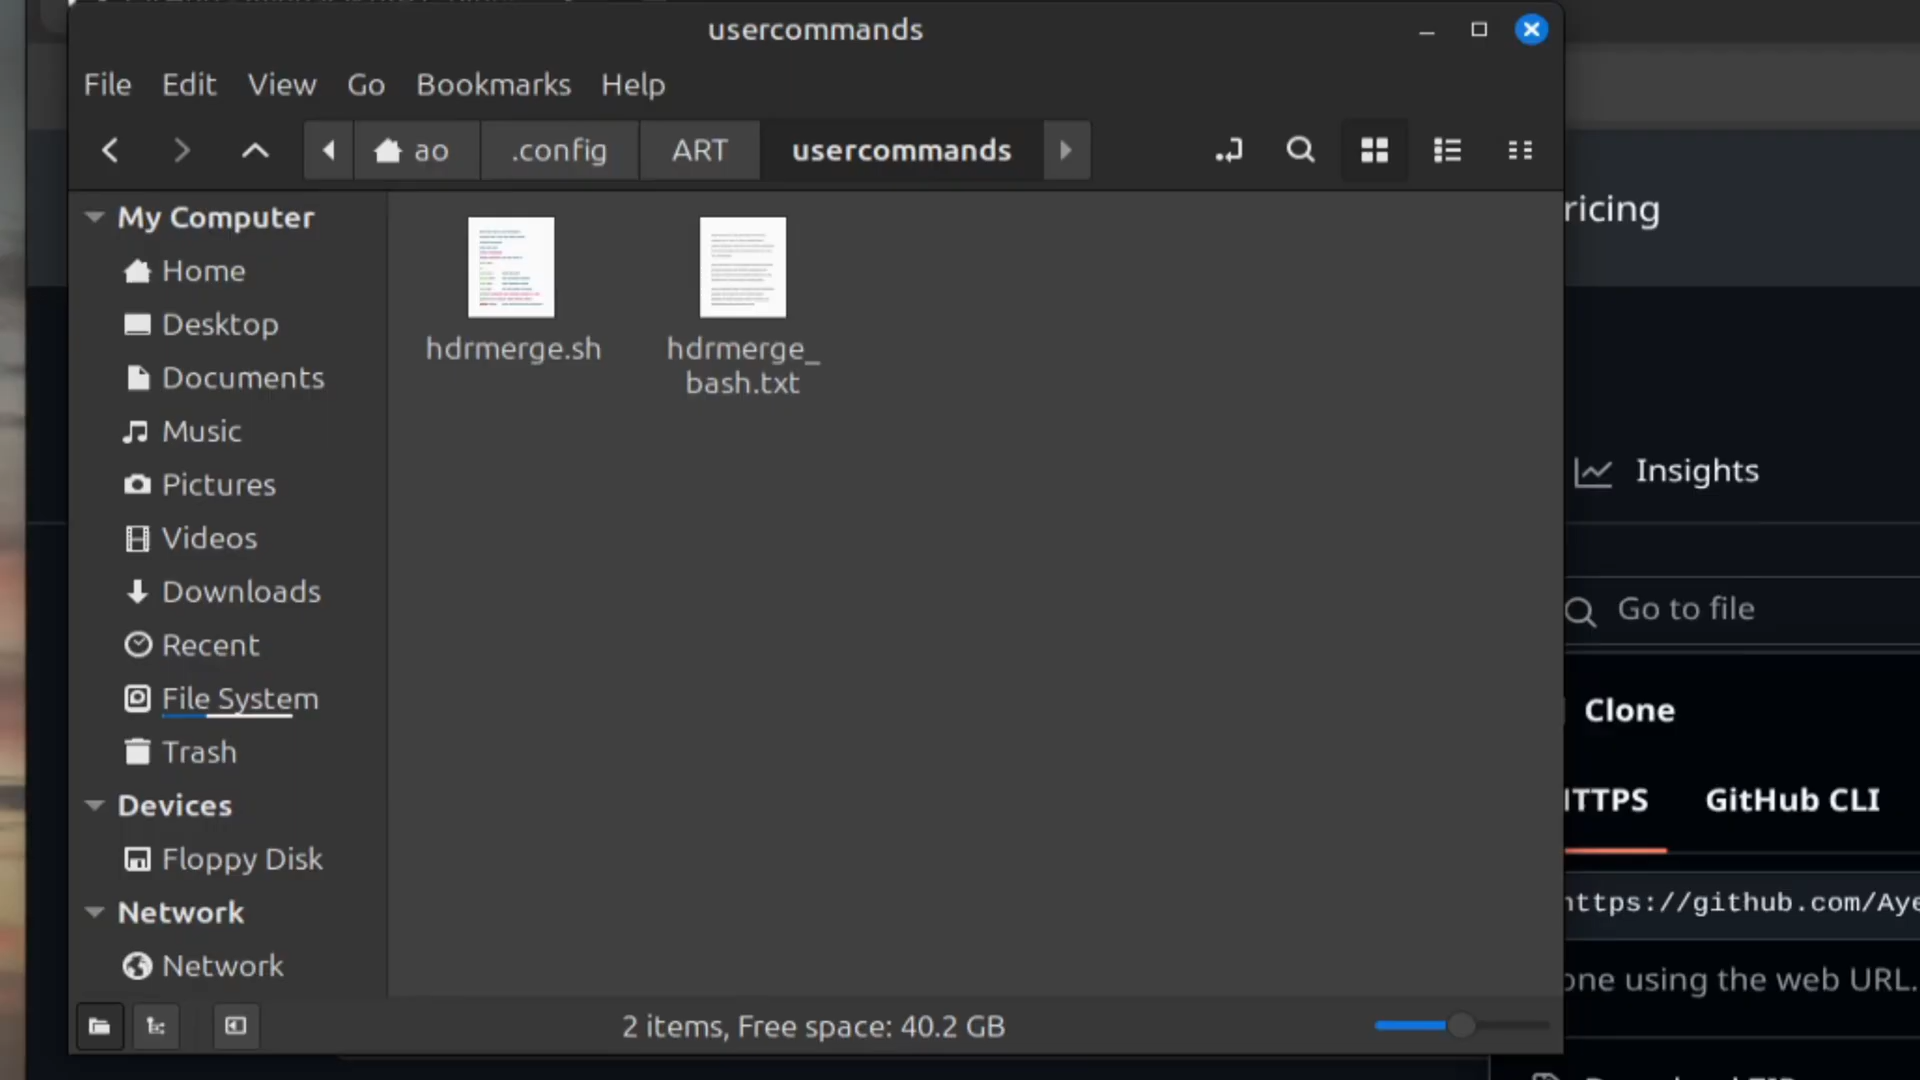 usercommands
File Edit View Go Bookmarks Help
ao .config ART usercommands
My Computer
Home
Desktop
Documents
Music
Pictures
Videos
Downloads
Recent
File System
Trash
Devices
Floppy Disk
Network
Network
hdrmerge.sh
hdrmerge_
bash.txt
2 items, Free space: 40.2 GB
ricing
Insights
Go to file
Clone
TTPS GitHub CLI
https://github.com/Aye
one using the web URL.